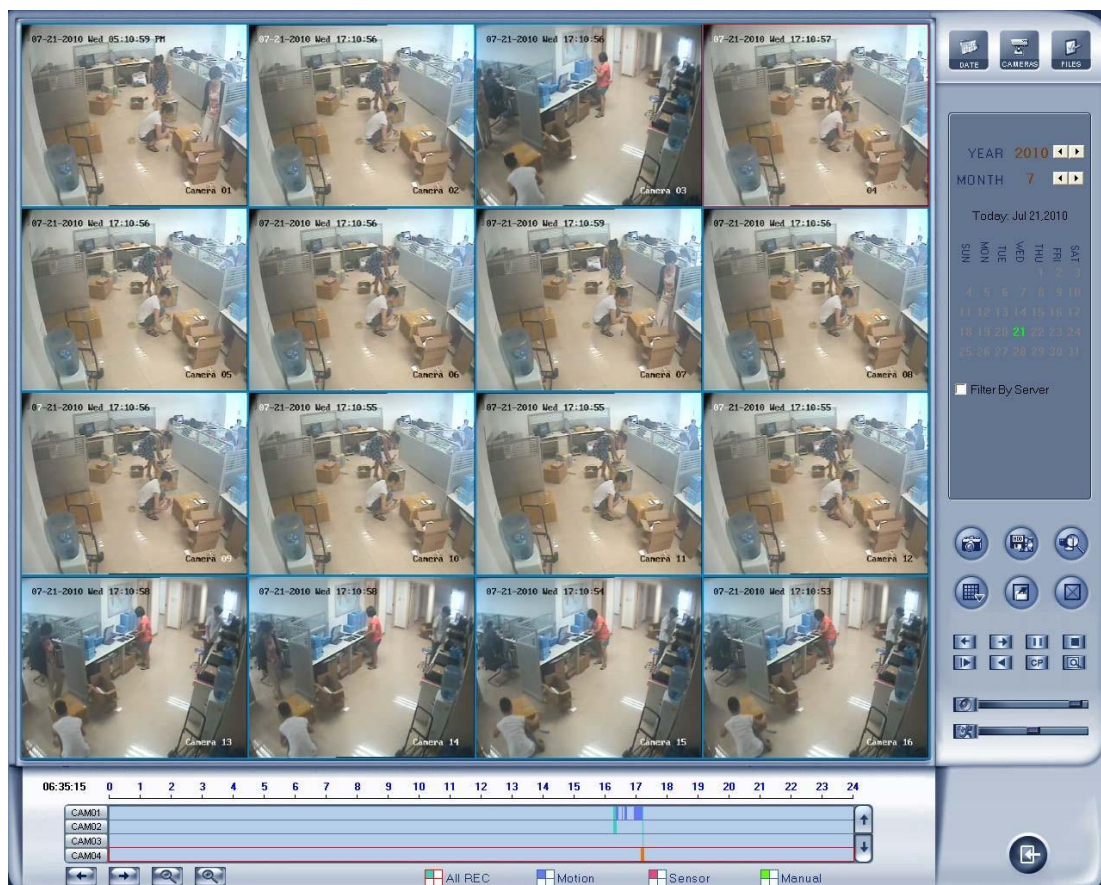 07-21-2010 Wed 05:10:59 PM
Camera 01
07-21-2010 Wed 17:10:56
Camera 02
07-21-2010 Wed 17:10:56
Camera 03
07-21-2010 Wed 17:10:57
04
07-21-2010 Wed 17:10:56
Camera 05
07-21-2010 Wed 17:10:56
Camera 06
07-21-2010 Wed 17:10:59
Camera 07
07-21-2010 Wed 17:10:56
Camera 08
07-21-2010 Wed 17:10:56
Camera 09
07-21-2010 Wed 17:10:55
Camera 10
07-21-2010 Wed 17:10:55
Camera 11
07-21-2010 Wed 17:10:55
Camera 12
07-21-2010 Wed 17:10:58
Camera 13
07-21-2010 Wed 17:10:58
Camera 14
07-21-2010 Wed 17:10:54
Camera 15
07-21-2010 Wed 17:10:53
Camera 16
DATE CAMERAS FILES
YEAR 2010
MONTH 7
Today: Jul 21,2010
SUN MON TUE WED THU FRI SAT
1 2 3
4 5 6 7 8 9 10
11 12 13 14 15 16 17
18 19 20 21 22 23 24
25 26 27 28 29 30 31
Filter By Server
CP
06:35:15 0 1 2 3 4 5 6 7 8 9 10 11 12 13 14 15 16 17 18 19 20 21 22 23 24
CAM01
CAM02
CAM03
CAM04
All REC Motion Sensor Manual